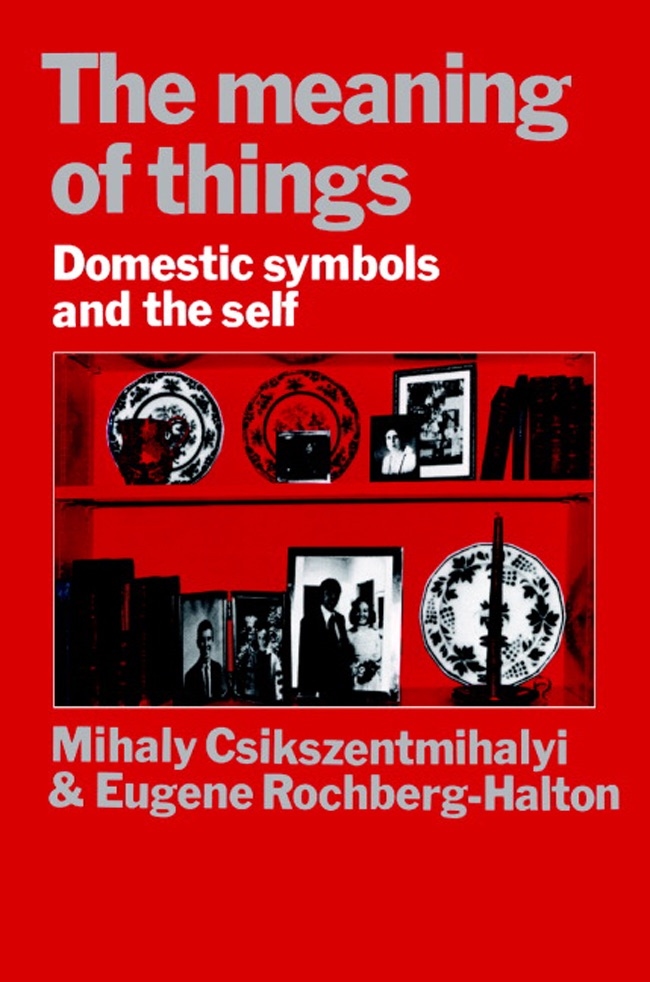 The meaning
of things
Domestic symbols
and the self
Mihaly Csikszentmihalyi
& Eugene Rochberg-Halton